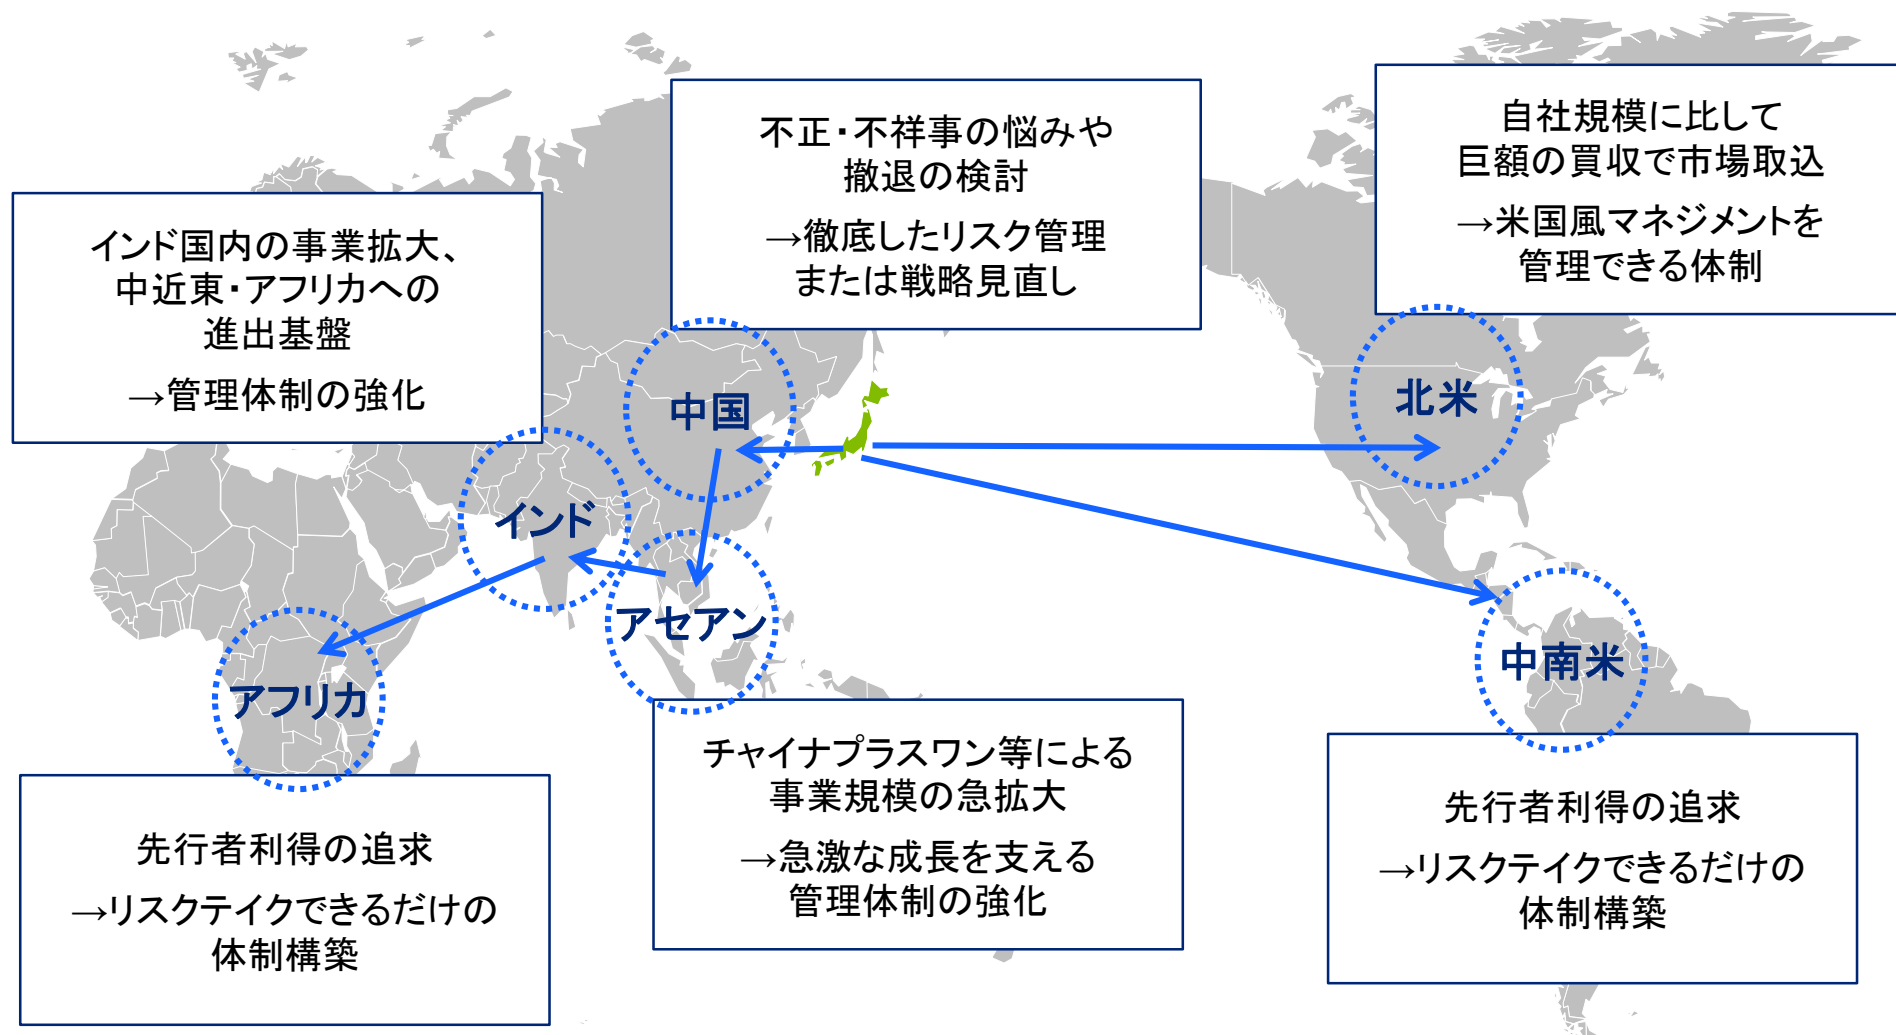 不正・不祥事の悩みや
撤退の検討
→徹底したリスク管理
または戦略見直し
自社規模に比して
巨額の買収で市場取込
→米国風マネジメントを
管理できる体制
インド国内の事業拡大、
中近東・アフリカへの
進出基盤
→管理体制の強化
中国
北米
インド
アセアン
中南米
アフリカ
チャイナプラスワン等による
事業規模の急拡大
→急激な成長を支える
管理体制の強化
先行者利得の追求
→リスクテイクできるだけの
体制構築
先行者利得の追求
→リスクテイクできるだけの
体制構築